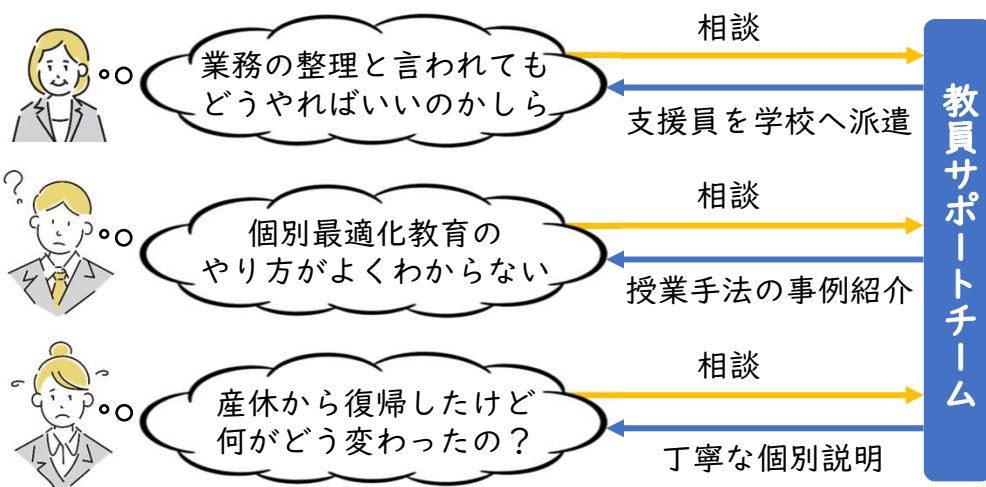 業務の整理と言われても
どうやればいいのかしら
相談
支援員を学校へ派遣
?
個別最適化教育の
やり方がよくわからない
相談
授業手法の事例紹介
産休から復帰したけど
何がどう変わったの？
相談
丁寧な個別説明
教員サポートチーム